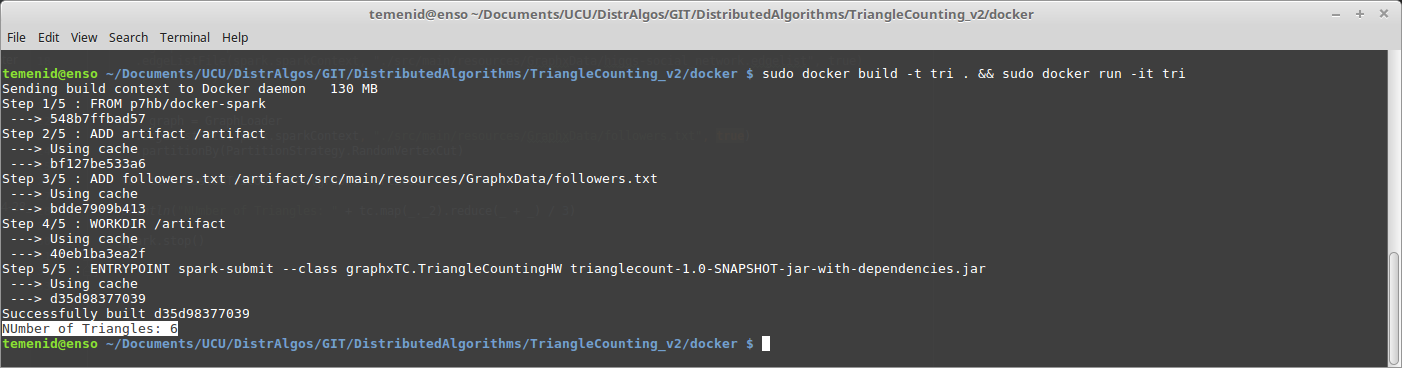 temenid@enso ~/Documents/UCU/DistrAlgos/GIT/DistributedAlgorithms/TriangleCounting_v2/docker
File Edit View Search Terminal Help
temenid@enso ~/Documents/UCU/DistrAlgos/GIT/DistributedAlgorithms/TriangleCounting_v2/docker $ sudo docker build -t tri . && sudo docker run -it tri
Sending build context to Docker daemon   130 MB
Step 1/5 : FROM p7hb/docker-spark
 ---> 548b7ffbad57
Step 2/5 : ADD artifact /artifact
 ---> Using cache
 ---> bf127be533a6
Step 3/5 : ADD followers.txt /artifact/src/main/resources/GraphxData/followers.txt
 ---> Using cache
 ---> bdde7909b413
Step 4/5 : WORKDIR /artifact
 ---> Using cache
 ---> 40eb1ba3ea2f
Step 5/5 : ENTRYPOINT spark-submit --class graphxTC.TriangleCountingHW trianglecount-1.0-SNAPSHOT-jar-with-dependencies.jar
 ---> Using cache
 ---> d35d98377039
Successfully built d35d98377039
NUmber of Triangles: 6
temenid@enso ~/Documents/UCU/DistrAlgos/GIT/DistributedAlgorithms/TriangleCounting_v2/docker $